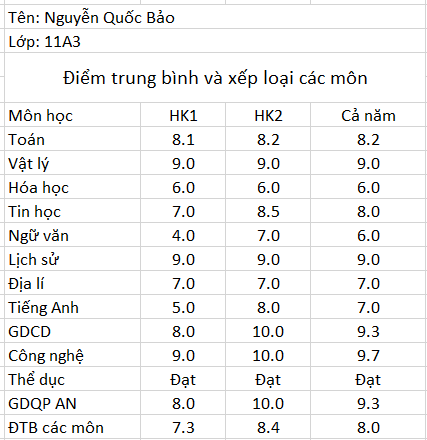 Tên: Nguyễn Quốc Bảo
Lớp: 11A3
Điểm trung bình và xếp loại các môn
Môn học HK1 HK2 Cả năm
Toán 8.1 8.2 8.2
Vật lý 9.0 9.0 9.0
Hóa học 6.0 6.0 6.0
Tin học 7.0 8.5 8.0
Ngữ văn 4.0 7.0 6.0
Lịch sử 9.0 9.0 9.0
Địa lí 7.0 7.0 7.0
Tiếng Anh 5.0 8.0 7.0
GDCD 8.0 10.0 9.3
Công nghệ 9.0 10.0 9.7
Thể dục Đạt Đạt Đạt
GDQP AN 8.0 10.0 9.3
ĐTB các môn 7.3 8.4 8.0